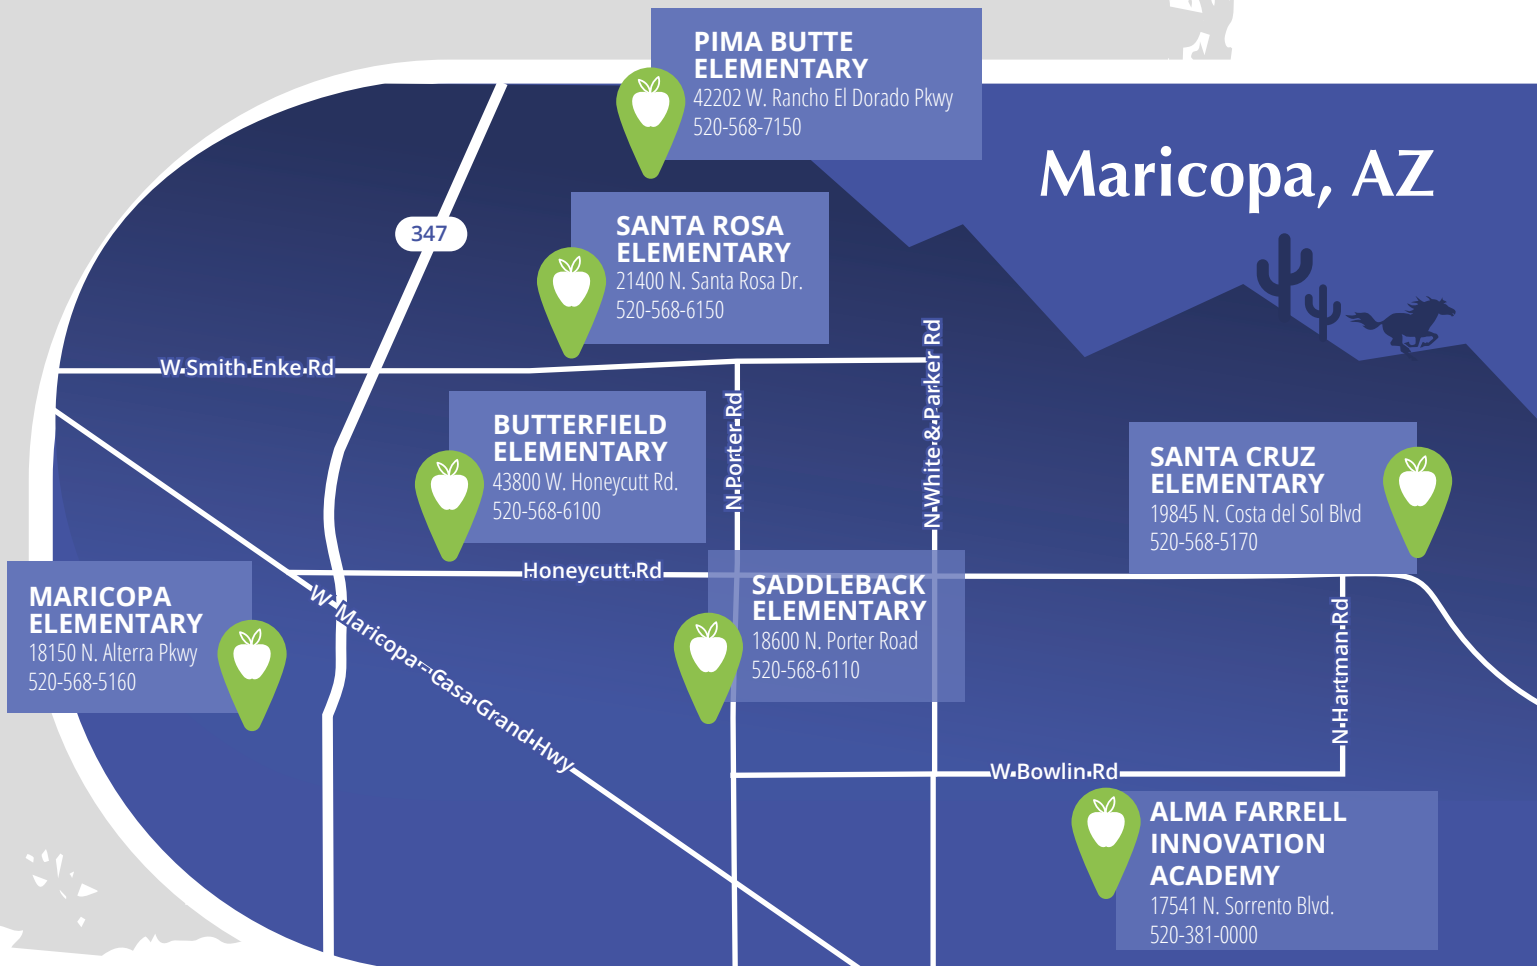 PIMA BUTTE
ELEMENTARY
42202 W. Rancho El Dorado Pkwy
520-568-7150
Maricopa, AZ
347
SANTA ROSA
ELEMENTARY
21400 N. Santa Rosa Dr.
520-568-6150
W Smith Enke Rd
N Porter Rd
N White & Parker Rd
BUTTERFIELD
ELEMENTARY
43800 W. Honeycutt Rd.
520-568-6100
SANTA CRUZ
ELEMENTARY
19845 N. Costa del Sol Blvd
520-568-5170
Honeycutt Rd
MARICOPA
ELEMENTARY
18150 N. Alterra Pkwy
520-568-5160
W Maricopa - Casa Grand Hwy
SADDLEBACK
ELEMENTARY
18600 N. Porter Road
520-568-6110
N Hartman Rd
W Bowlin Rd
ALMA FARRELL
INNOVATION
ACADEMY
17541 N. Sorrento Blvd.
520-381-0000